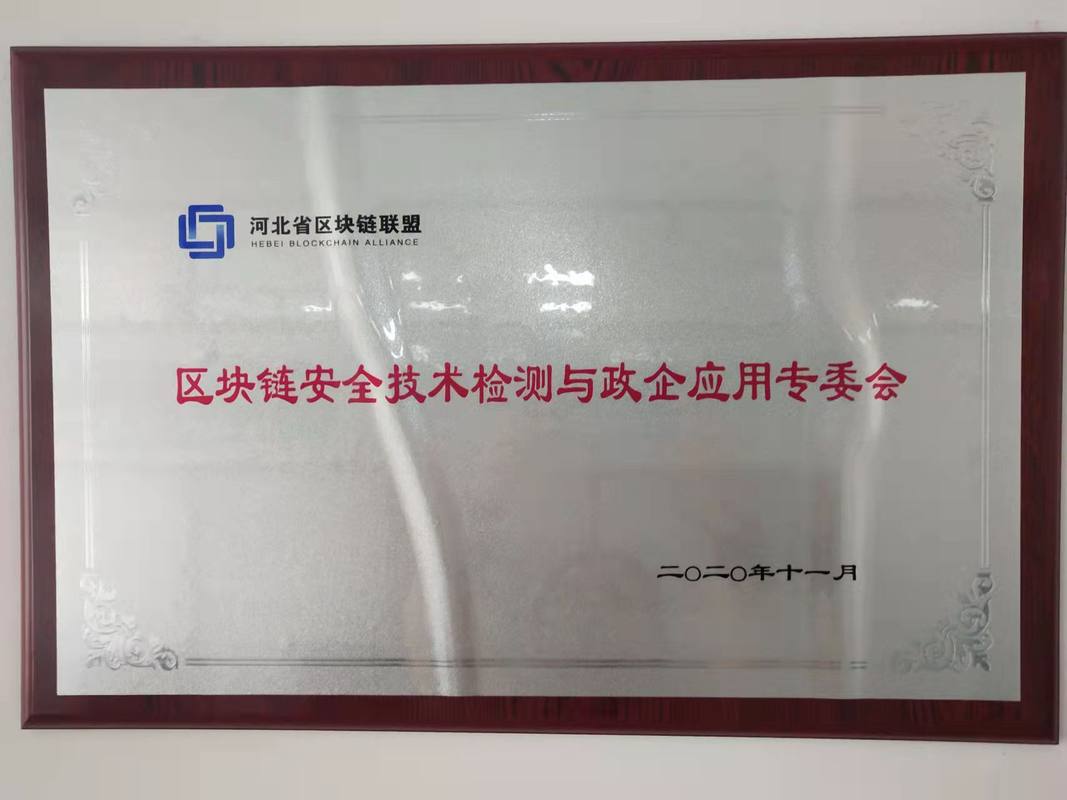 河北省区块链联盟
HEBEI BLOCKCHAIN ALLIANCE
区块链安全技术检测与政企应用专委会
二〇二〇年十一月